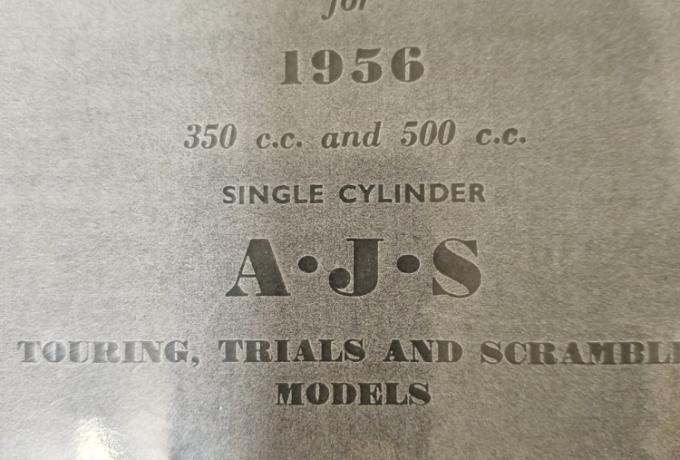 for
1956
350 c.c. and 500 c.c.
SINGLE CYLINDER
A•J•S
TOURING, TRIALS AND SCRAMBL
MODELS